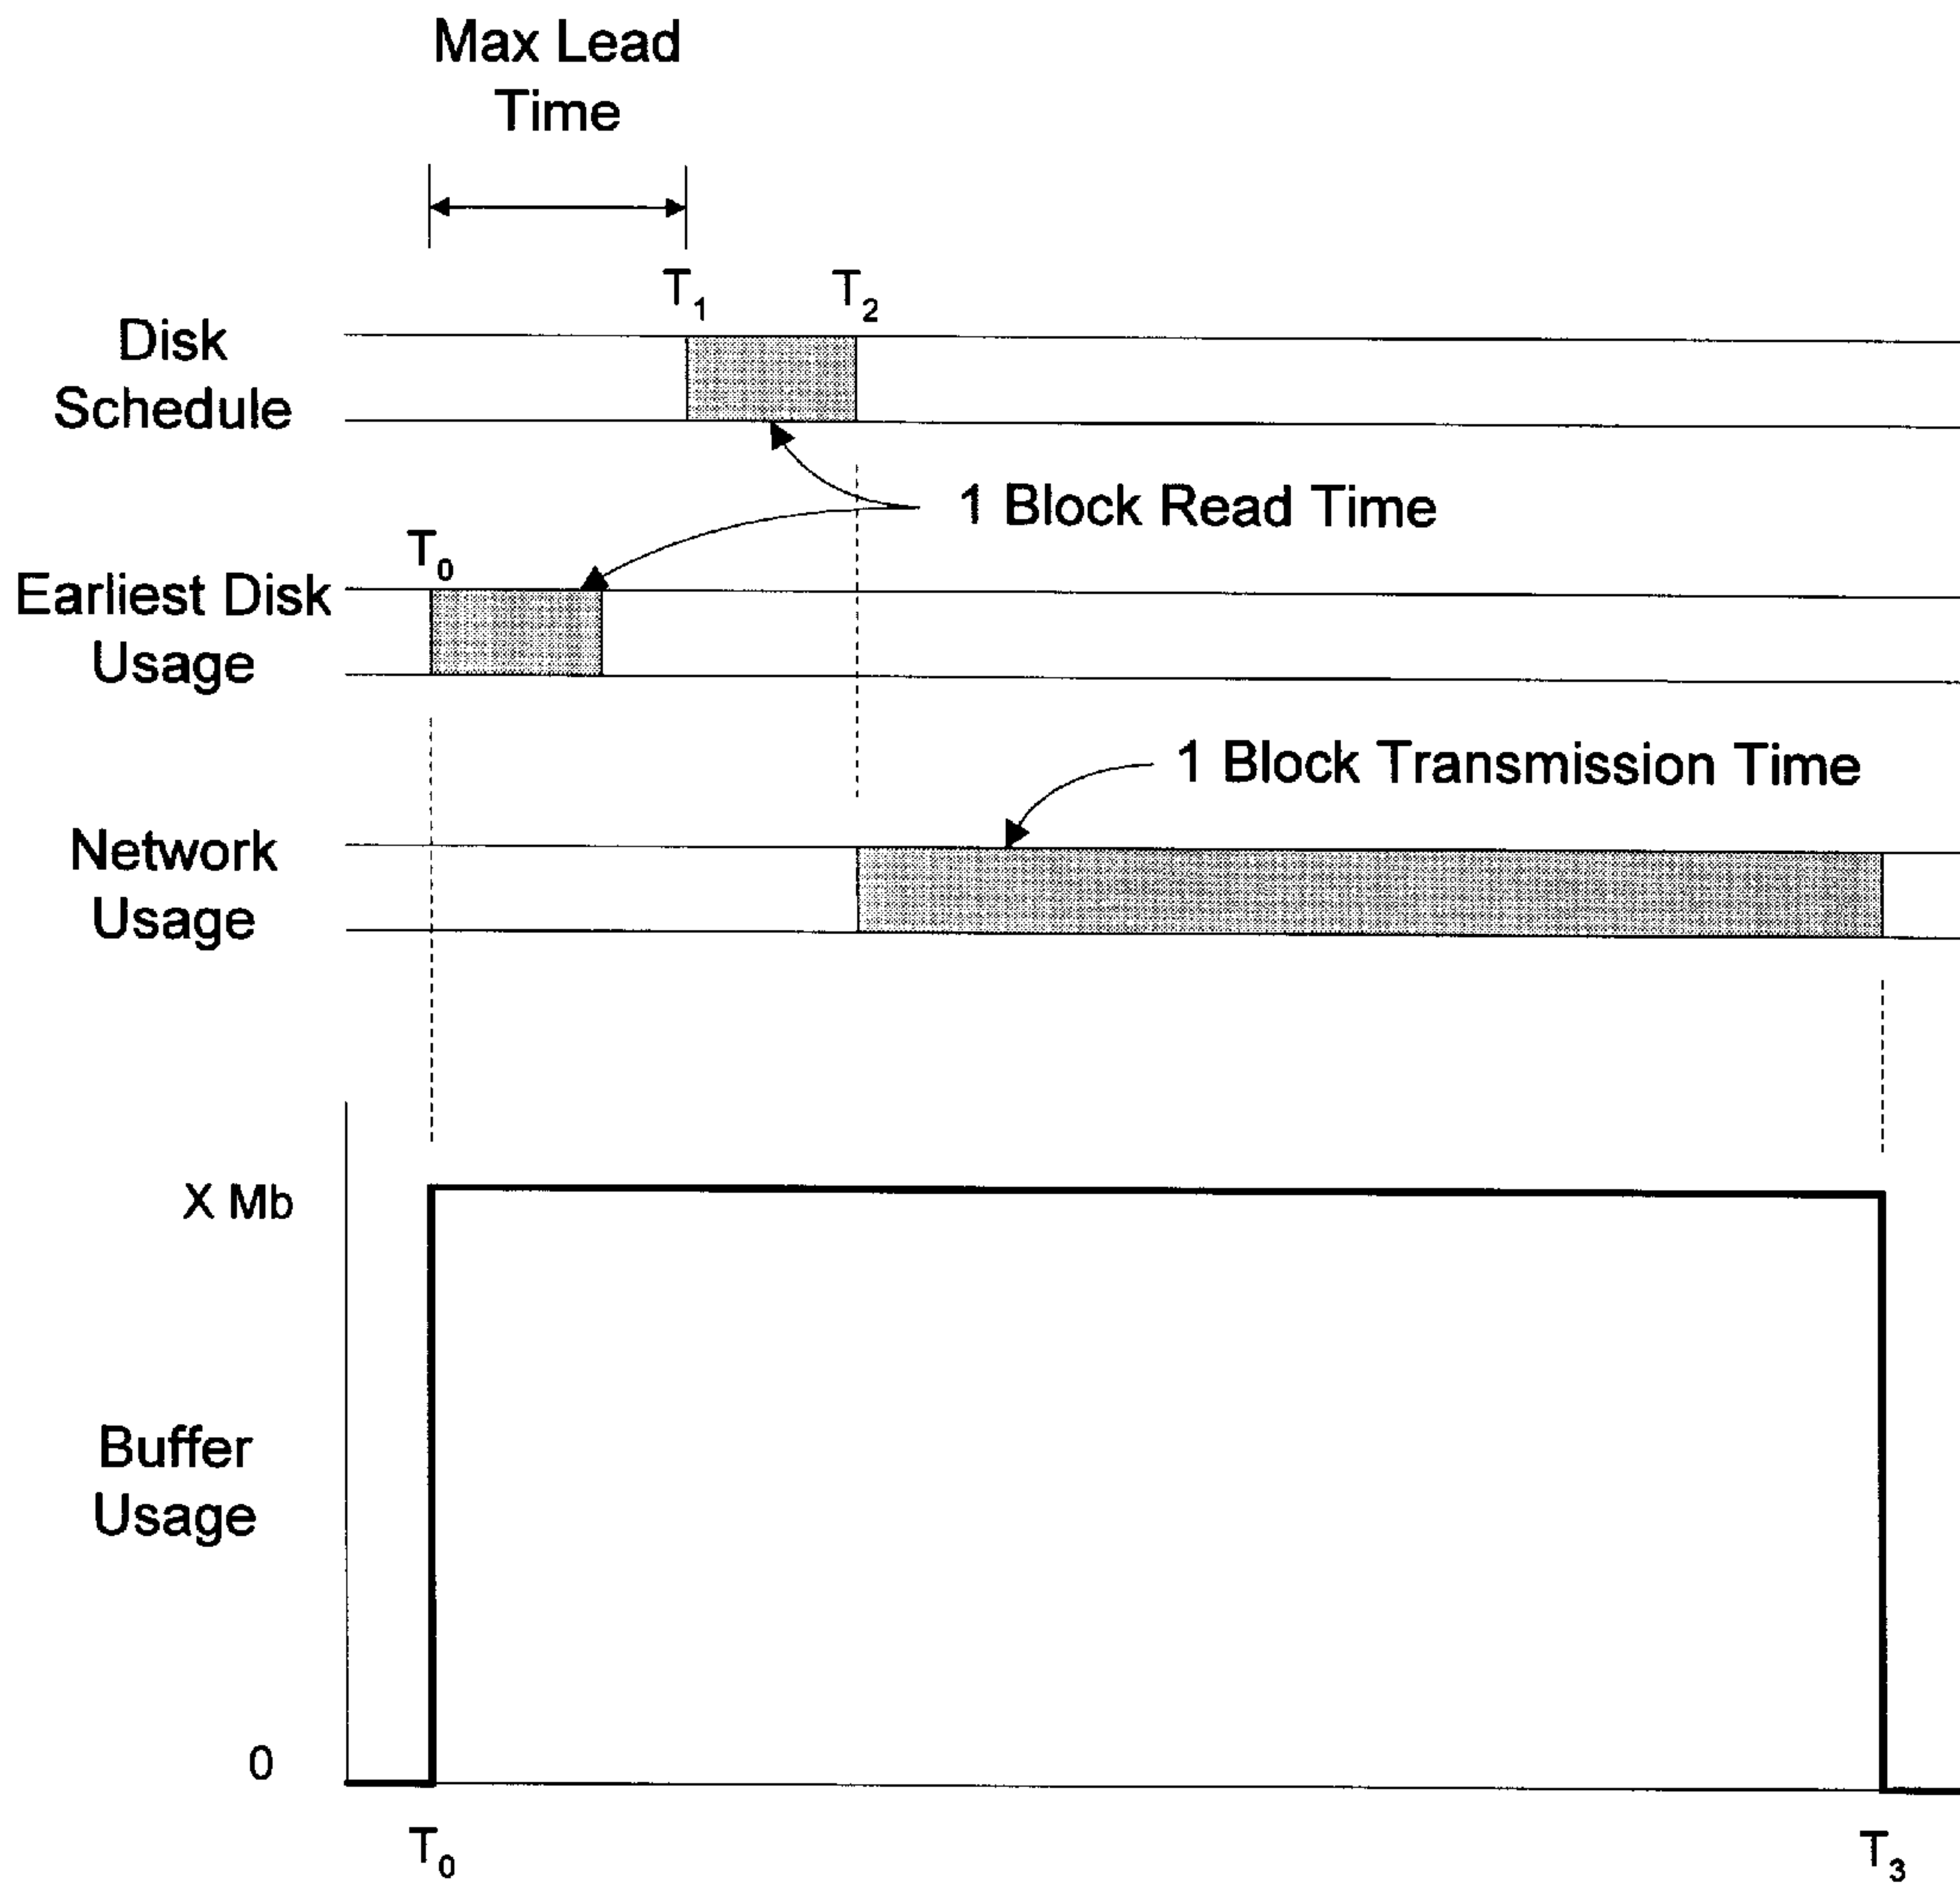 Max Lead
Time
T1 T2
Disk
Schedule
1 Block Read Time
T0
Earliest Disk
Usage
1 Block Transmission Time
Network
Usage
X Mb
Buffer
Usage
0
T0 T3